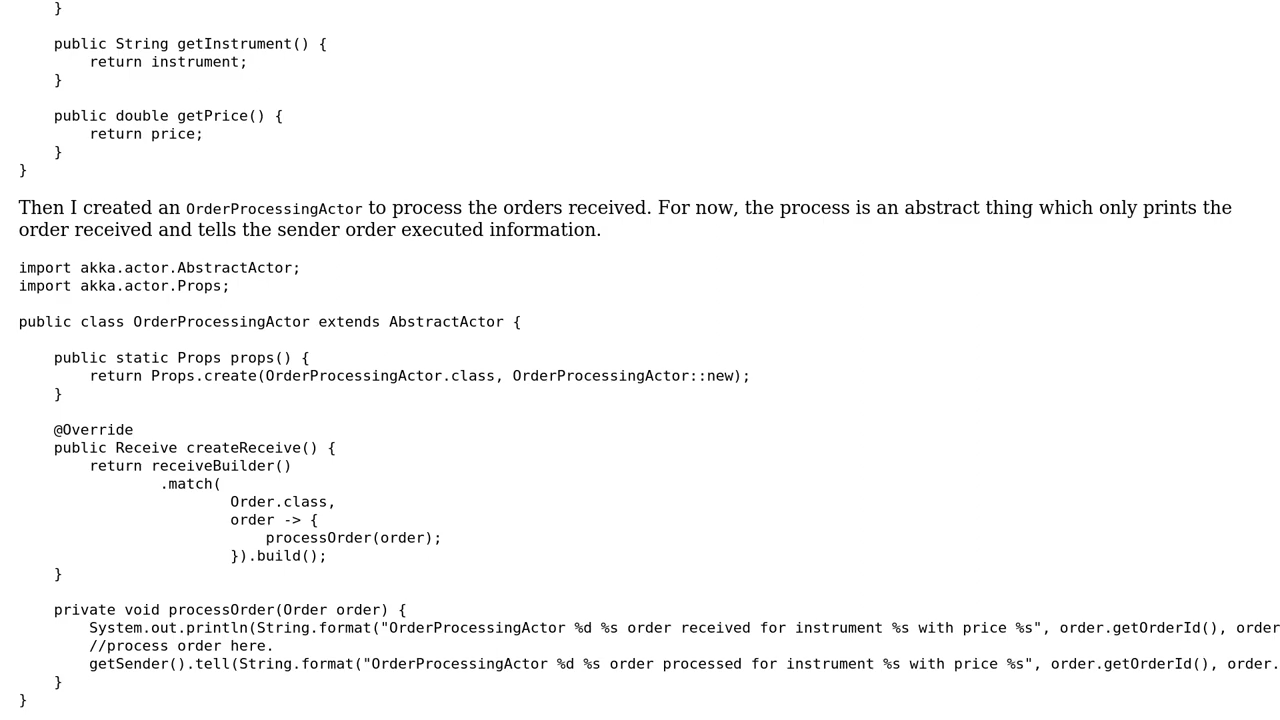 }

    public String getInstrument() {
        return instrument;
    }

    public double getPrice() {
        return price;
    }
}

Then I created an OrderProcessingActor to process the orders received. For now, the process is an abstract thing which only prints the
order received and tells the sender order executed information.

import akka.actor.AbstractActor;
import akka.actor.Props;

public class OrderProcessingActor extends AbstractActor {

    public static Props props() {
        return Props.create(OrderProcessingActor.class, OrderProcessingActor::new);
    }

    @Override
    public Receive createReceive() {
        return receiveBuilder()
                .match(
                        Order.class,
                        order -> {
                            processOrder(order);
                        }).build();
    }

    private void processOrder(Order order) {
        System.out.println(String.format("OrderProcessingActor %d %s order received for instrument %s with price %s", order.getOrderId(), order
        //process order here.
        getSender().tell(String.format("OrderProcessingActor %d %s order processed for instrument %s with price %s", order.getOrderId(), order.
    }
}